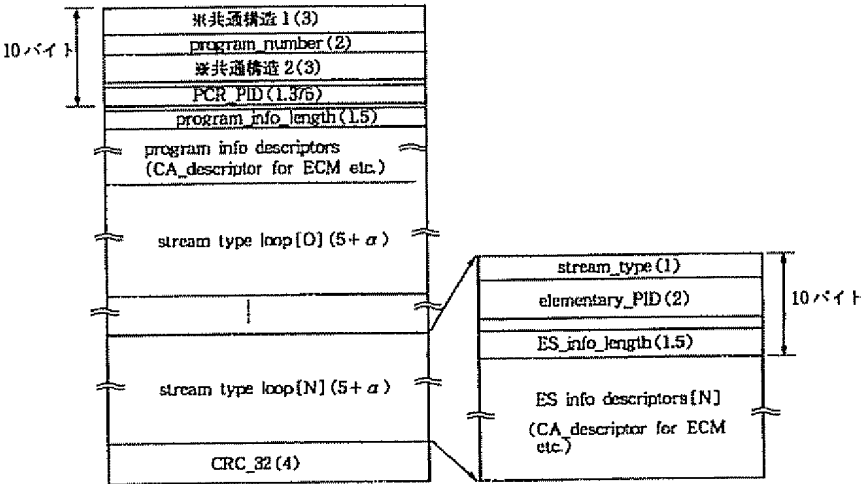 ※共通構造1(3)
10バイト
program_number(2)
※共通構造2(3)
PCR_PID(1.375)
program_info_length(1.5)
program info descriptors
(CA_descriptor for ECM etc.)
stream type loop[0](5+α)
stream type loop[N](5+α)
CRC_32(4)
stream_type(1)
elementary_PID(2)
10バイト
ES_info_length(1.5)
ES info descriptors[N]
(CA_descriptor for ECM
etc.)